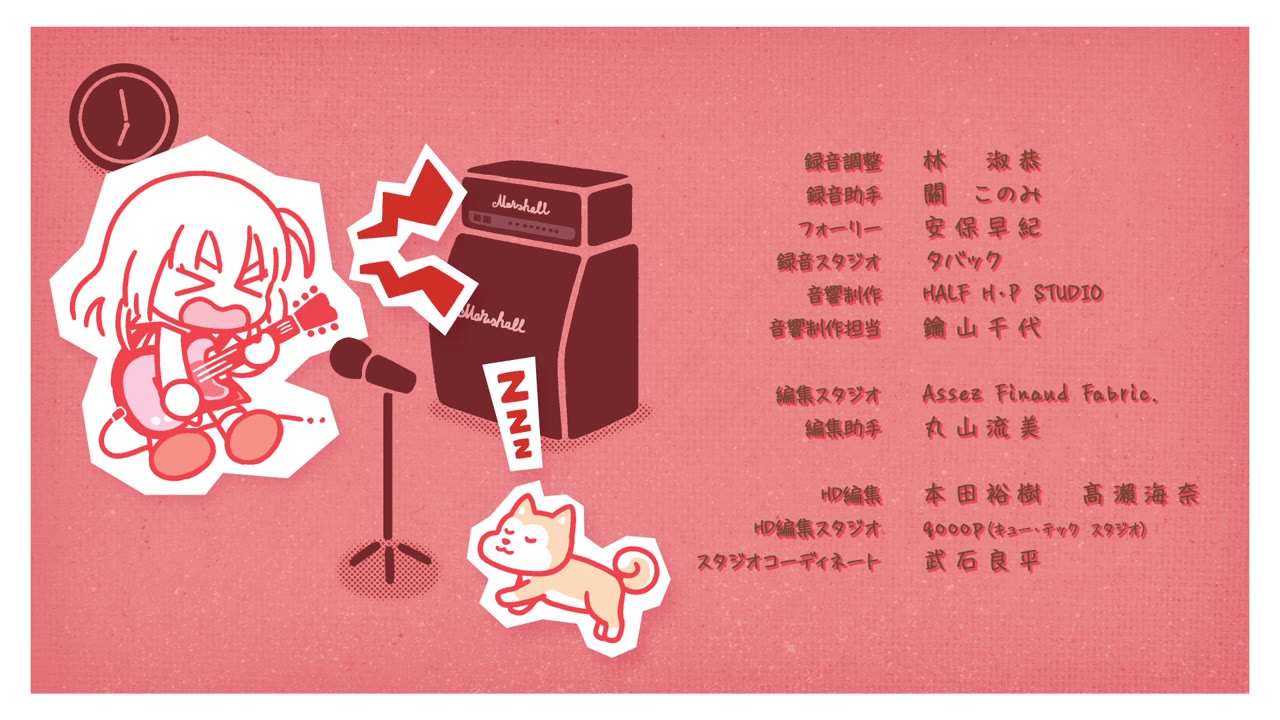 Marshall
Marshall
NNN
録音調整 林 淑恭
録音助手 關 このみ
フォーリー 安保早紀
録音スタジオ タバック
音響制作 HALF H・P STUDIO
音響制作担当 鑰山千代
編集スタジオ Assez Finaud Fabric.
編集助手 丸山流美
HD編集 本田裕樹 髙瀬海奈
HD編集スタジオ q000p(キュー・テック スタジオ)
スタジオコーディネート 武石良平